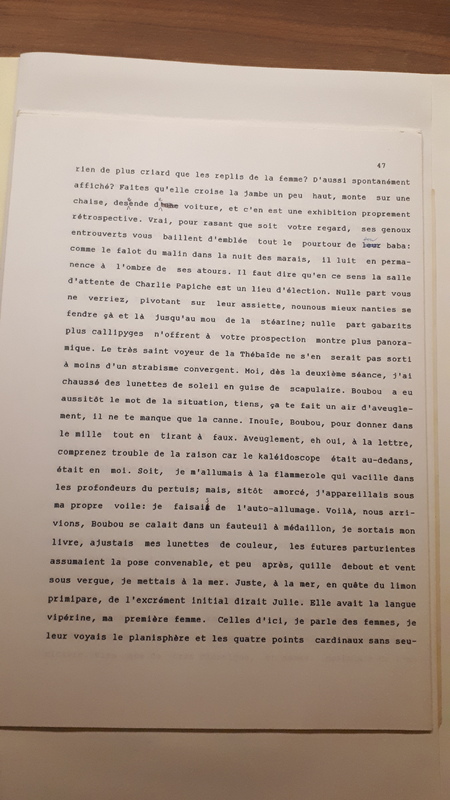 47
rien de plus criard que les replis de la femme? D'aussi spontanément
affiché? Faites qu'elle croise la jambe un peu haut, monte sur une
chaise, descende d'une voiture, et c'en est une exhibition proprement
rétrospective. Vrai, pour rasant que soit votre regard, ses genoux
entrouverts vous baillent d'emblée tout le pourtour de baba:
comme le falot du malin dans la nuit des marais, il luit en perma-
nence à l'ombre de ses atours. Il faut dire qu'en ce sens la salle
d'attente de Charlie Papiche est un lieu d'élection. Nulle part vous
ne verriez, pivotant sur leur assiette, nounous mieux nanties se
fendre çà et là jusqu'au mou de la stéarine; nulle part gabarits
plus callipyges n'offrent à votre prospection montre plus panora-
mique. Le très saint voyeur de la Thébaïde ne s'en serait pas sorti
à moins d'un strabisme convergent. Moi, dès la deuxième séance, j'ai
chaussé des lunettes de soleil en guise de scapulaire. Boubou a eu
aussitôt le mot de la situation, tiens, ça te fait un air d'aveugle-
ment, il ne te manque que la canne. Inouïe, Boubou, pour donner dans
le mille tout en tirant à faux. Aveuglement, eh oui, à la lettre,
comprenez trouble de la raison car le kaléidoscope était au-dedans,
était en moi. Soit, je m'allumais à la flammerole qui vacille dans
les profondeurs du pertuis; mais, sitôt amorcé, j'appareillais sous
ma propre voile: je faisais de l'auto-allumage. Voilà, nous arri-
vions, Boubou se calait dans un fauteuil à médaillon, je sortais mon
livre, ajustais mes lunettes de couleur, les futures parturientes
assumaient la pose convenable, et peu après, quille debout et vent
sous vergue, je mettais à la mer. Juste, à la mer, en quête du limon
primipare, de l'excrément initial dirait Julie. Elle avait la langue
vipérine, ma première femme. Celles d'ici, je parle des femmes, je
leur voyais le planisphère et les quatre points cardinaux sans seu-